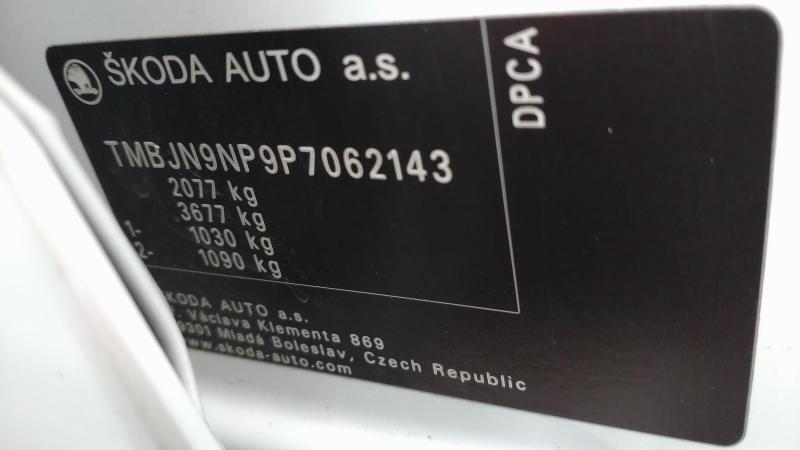 ŠKODA AUTO a.s.
DPCA
TMBJN9NP9P7062143
2077 kg
3677 kg
1- 1030 kg
2- 1090 kg
ŠKODA AUTO a.s.
Václava Klementa 869
Mladá Boleslav, Czech Republic
www.skoda-auto.com